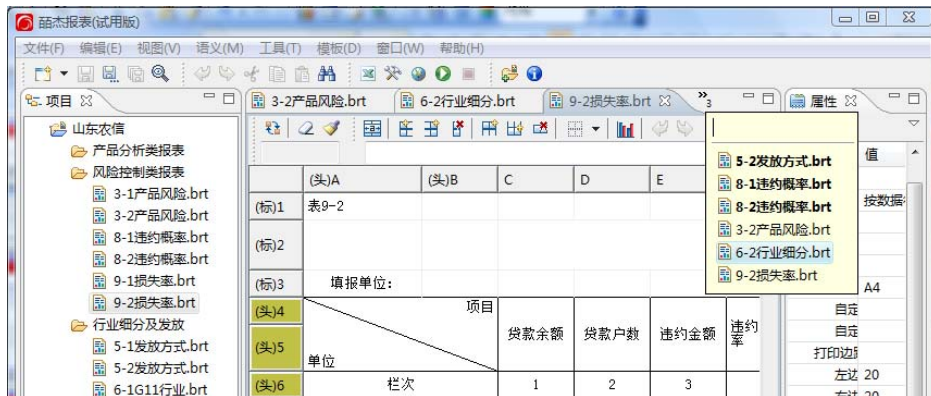 皕杰报表(试用版)
文件(F) 编辑(E) 视图(V) 语义(M) 工具(T) 模板(D) 窗口(W) 帮助(H)
项目
3-2产品风险.brt 6-2行业细分.brt 9-2损失率.brt »3
属性
山东农信
产品分析类报表
风险控制类报表
3-1产品风险.brt
3-2产品风险.brt
8-1违约概率.brt
8-2违约概率.brt
9-1损失率.brt
9-2损失率.brt
行业细分及发放
5-1发放方式.brt
5-2发放方式.brt
6-1G11行业.brt
(头)A (头)B C D E
(标)1 表9-2
(标)2
(标)3 填报单位:
(头)4 项目
(头)5 单位 贷款余额 贷款户数 违约金额 违约率
(头)6 栏次 1 2 3
5-2发放方式.brt
8-1违约概率.brt
8-2违约概率.brt
3-2产品风险.brt
6-2行业细分.brt
9-2损失率.brt
值
按数据
A4
自定
自定
打印边
左边 20
右边 20